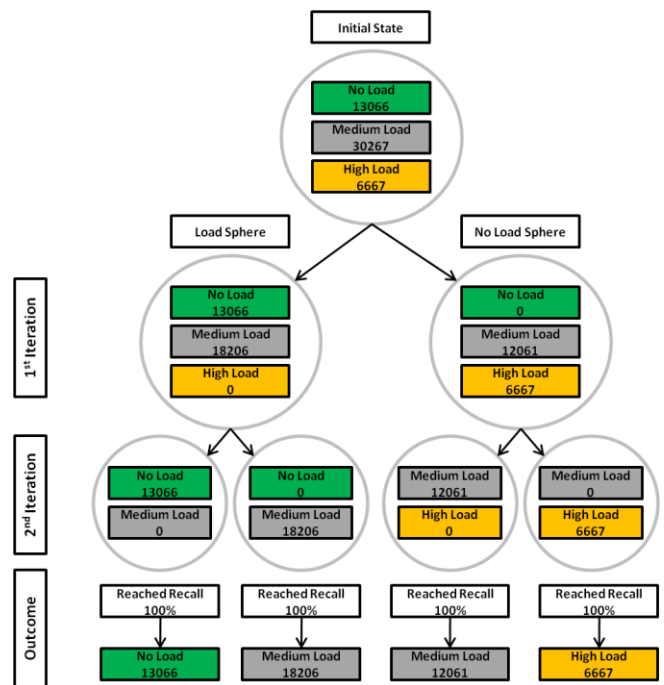 Initial State
No Load
13066
Medium Load
30267
High Load
6667
Load Sphere
No Load Sphere
1st Iteration
No Load
13066
Medium Load
18206
High Load
0
No Load
0
Medium Load
12061
High Load
6667
2nd Iteration
No Load
13066
Medium Load
0
No Load
0
Medium Load
18206
Medium Load
12061
High Load
0
Medium Load
0
High Load
6667
Outcome
Reached Recall
100%
Reached Recall
100%
Reached Recall
100%
Reached Recall
100%
No Load
13066
Medium Load
18206
Medium Load
12061
High Load
6667